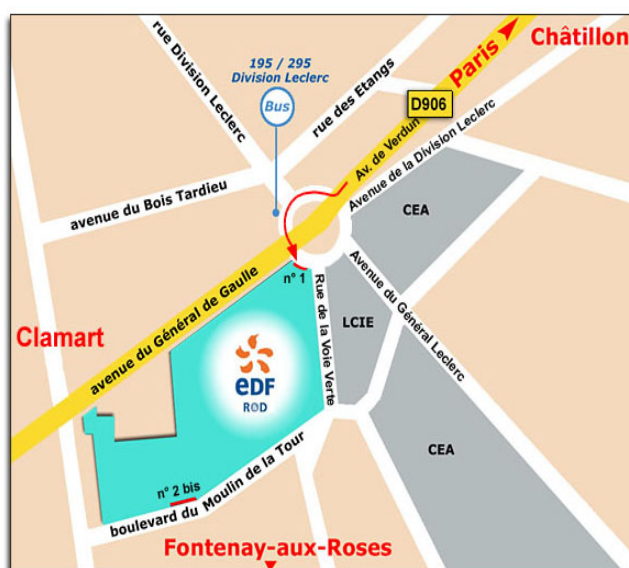 Châtillon
Paris
rue Division Leclerc
195 / 295
Division Leclerc
Bus
rue des Etangs
D906
Av. de Verdun
Avenue de la Division Leclerc
CEA
avenue du Bois Tardieu
avenue du Général de Gaulle
n° 1
Rue de la Voie Verte
LCIE
Avenue du Général Leclerc
Clamart
eDF
R&D
CEA
n° 2 bis
boulevard du Moulin de la Tour
Fontenay-aux-Roses